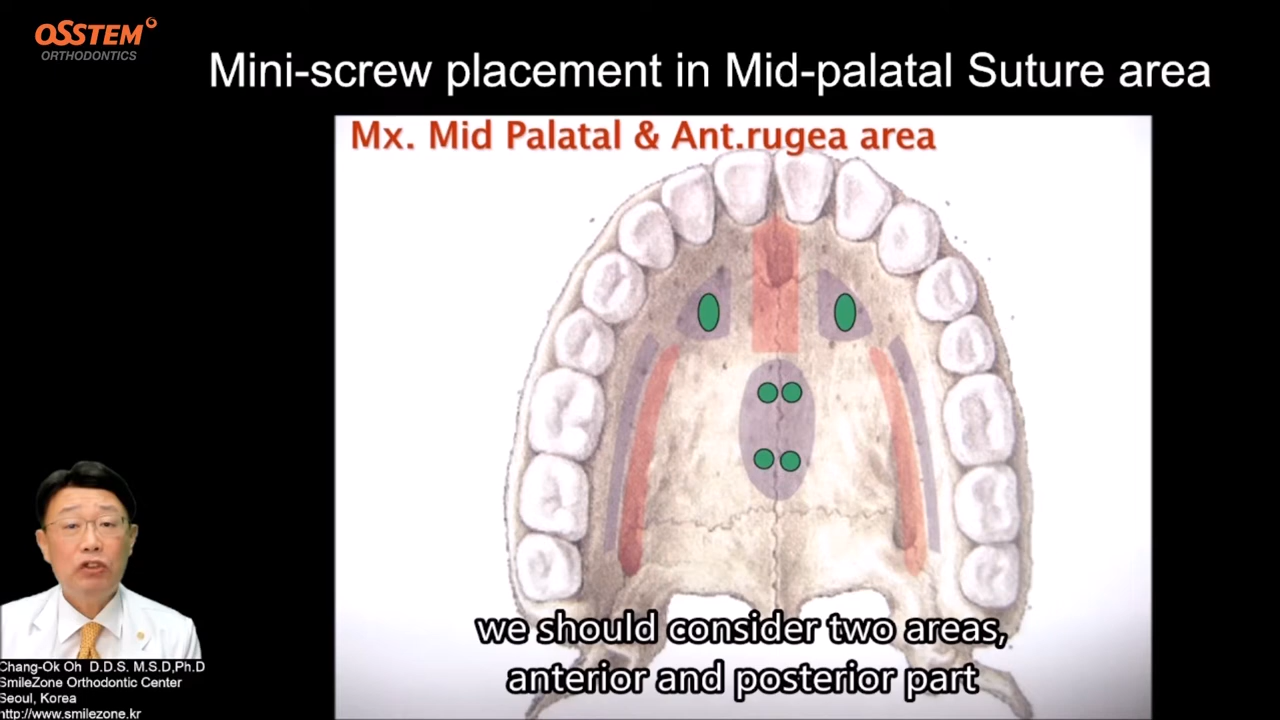 OSSTEM
ORTHODONTICS
Mini-screw placement in Mid-palatal Suture area
Mx. Mid Palatal & Ant.rugea area
we should consider two areas,
anterior and posterior part
Chang-Ok Oh D.D.S. M.S.D,Ph.D
SmileZone Orthodontic Center
Seoul, Korea
http://www.smilezone.kr